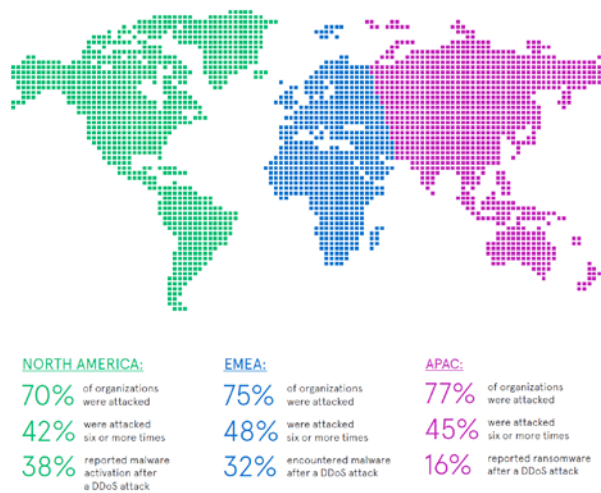 NORTH AMERICA:
70% of organizations
were attacked
42% were attacked
six or more times
38% reported malware
activation after
a DDoS attack
EMEA:
75% of organizations
were attacked
48% were attacked
six or more times
32% encountered malware
after a DDoS attack
APAC:
77% of organizations
were attacked
45% were attacked
six or more times
16% reported ransomware
after a DDoS attack